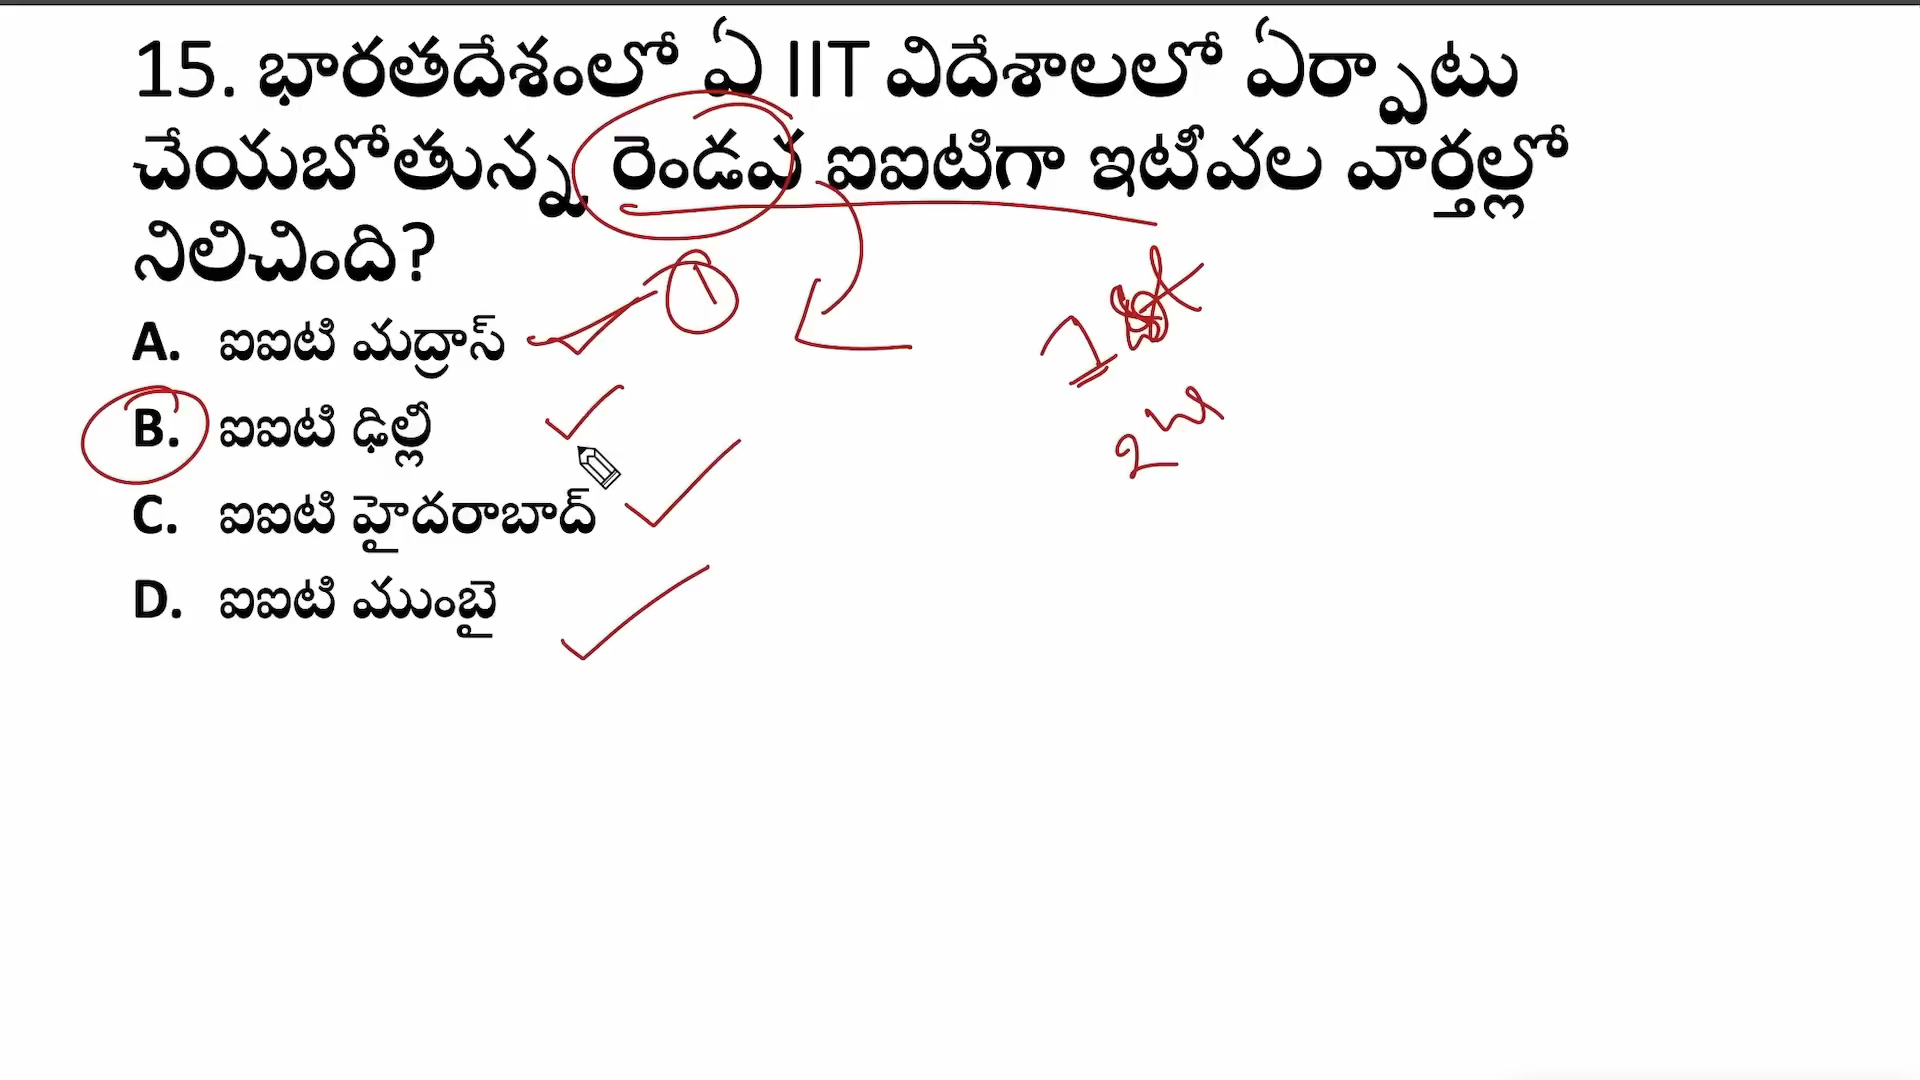 15. భారతదేశంలో ఏ IIT విదేశాలలో ఏర్పాటు
చేయబోతున్న రెండవ ఐఐటిగా ఇటీవల వార్తల్లో
నిలిచింది?
A. ఐఐటి మద్రాస్
B. ఐఐటి ఢిల్లీ
C. ఐఐటి హైదరాబాద్
D. ఐఐటి ముంబై